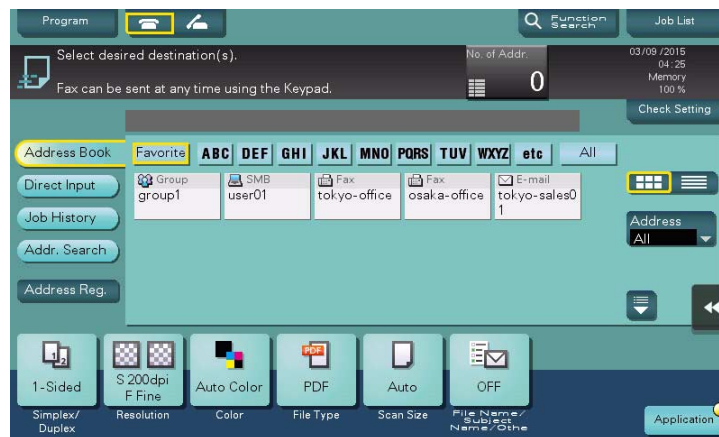 Program
Function
Search
Job List
Select desired destination(s).
Fax can be sent at any time using the Keypad.
No. of Addr.
0
03/09 /2015
04:25
Memory
100 %
Check Setting
Address Book
Favorite ABC DEF GHI JKL MNO PQRS TUV WXYZ etc All
Direct Input
Job History
Addr. Search
Address Reg.
Group
group1
SMB
user01
Fax
tokyo-office
Fax
osaka-office
E-mail
tokyo-sales0
1
Address
All
1 2
1-Sided
S 200dpi
F Fine
Auto Color
PDF
PDF
Auto
OFF
Simplex/
Duplex
Resolution
Color
File Type
Scan Size
File Name/
Subject
Name/Othe
Application